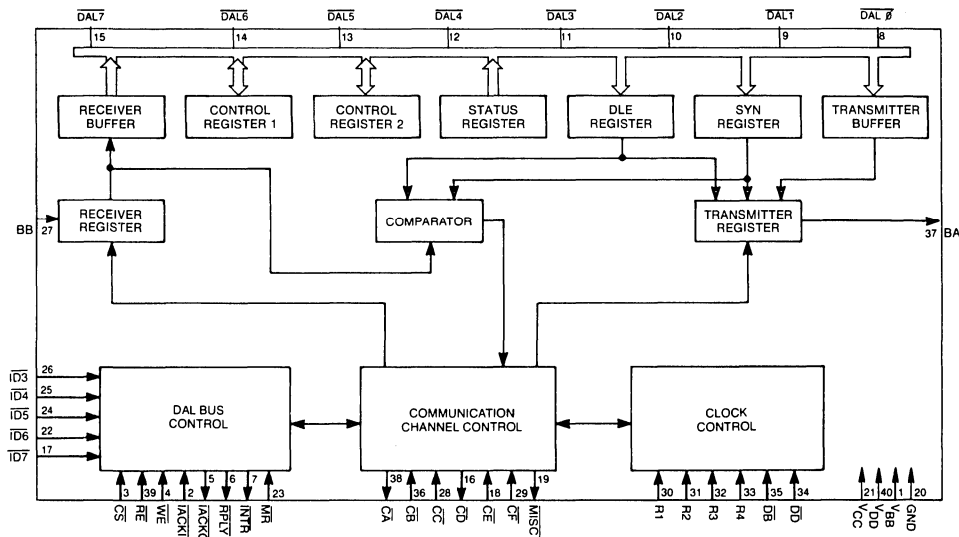 DAL7 DAL6 DAL5 DAL4 DAL3 DAL2 DAL1 DAL Ø
15 14 13 12 11 10 9 8
RECEIVER BUFFER
CONTROL REGISTER 1
CONTROL REGISTER 2
STATUS REGISTER
DLE REGISTER
SYN REGISTER
TRANSMITTER BUFFER
BB 27
RECEIVER REGISTER
COMPARATOR
TRANSMITTER REGISTER
37 BA
ID3 26
ID4 25
ID5 24
ID6 22
ID7 17
DAL BUS CONTROL
COMMUNICATION CHANNEL CONTROL
CLOCK CONTROL
3 39 4 2 5 6 7 23
CS RE WE IACKI IACKO RPLY INTR MR
38 36 28 16 18 29 19
CA CB CC CD CE CF MISC
30 31 32 33 35 34
R1 R2 R3 R4 DB DD
21 40 1 20
VCC VDD VBB GND